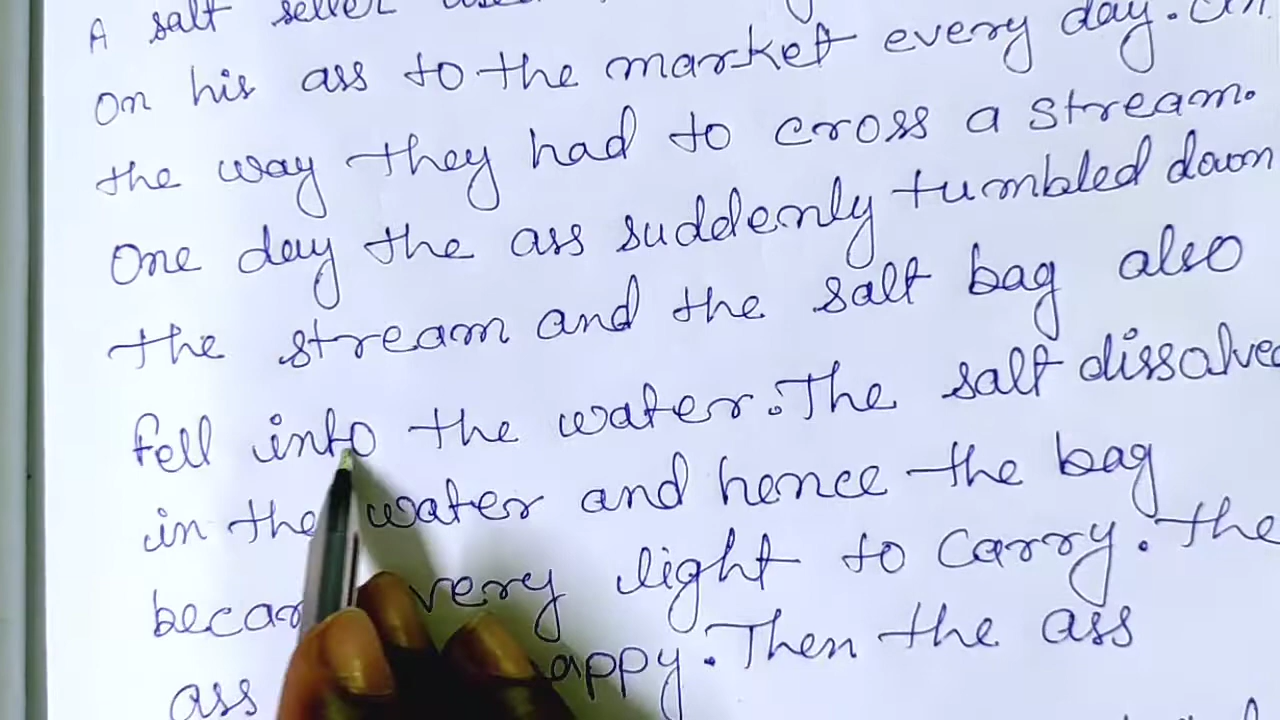 A salt seller
on his ass to the market every day. On
the way they had to cross a stream.
One day the ass suddenly tumbled down
the stream and the salt bag also
fell into the water. The salt dissolved
in the water and hence the bag
very light to carry. The
ass appy. Then the ass